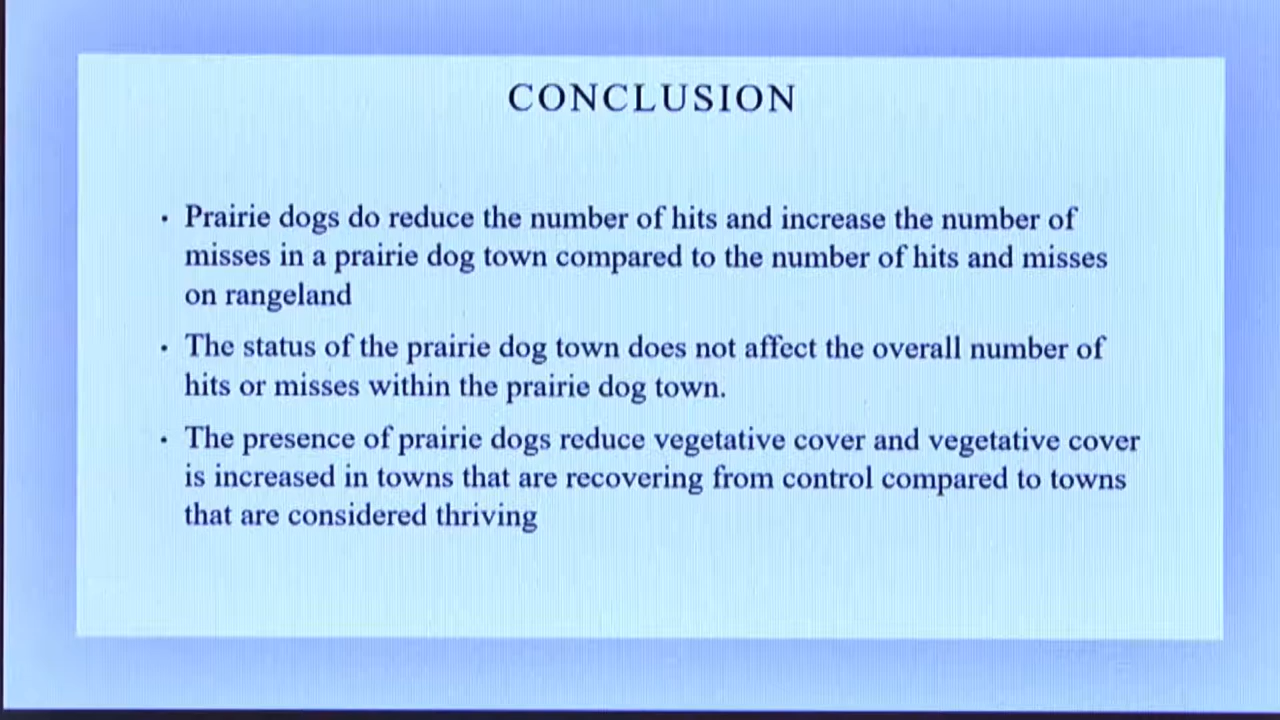 CONCLUSION
• Prairie dogs do reduce the number of hits and increase the number of
misses in a prairie dog town compared to the number of hits and misses
on rangeland
• The status of the prairie dog town does not affect the overall number of
hits or misses within the prairie dog town.
• The presence of prairie dogs reduce vegetative cover and vegetative cover
is increased in towns that are recovering from control compared to towns
that are considered thriving